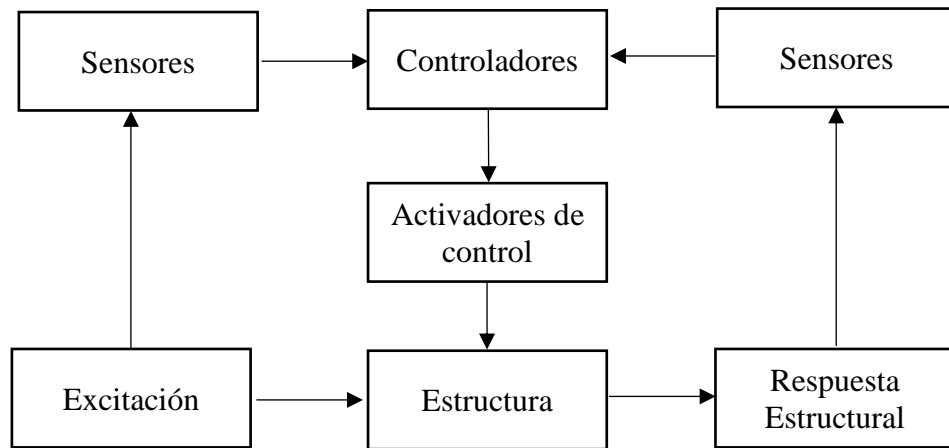 Sensores
Controladores
Sensores
Activadores de
control
Excitación
Estructura
Respuesta
Estructural